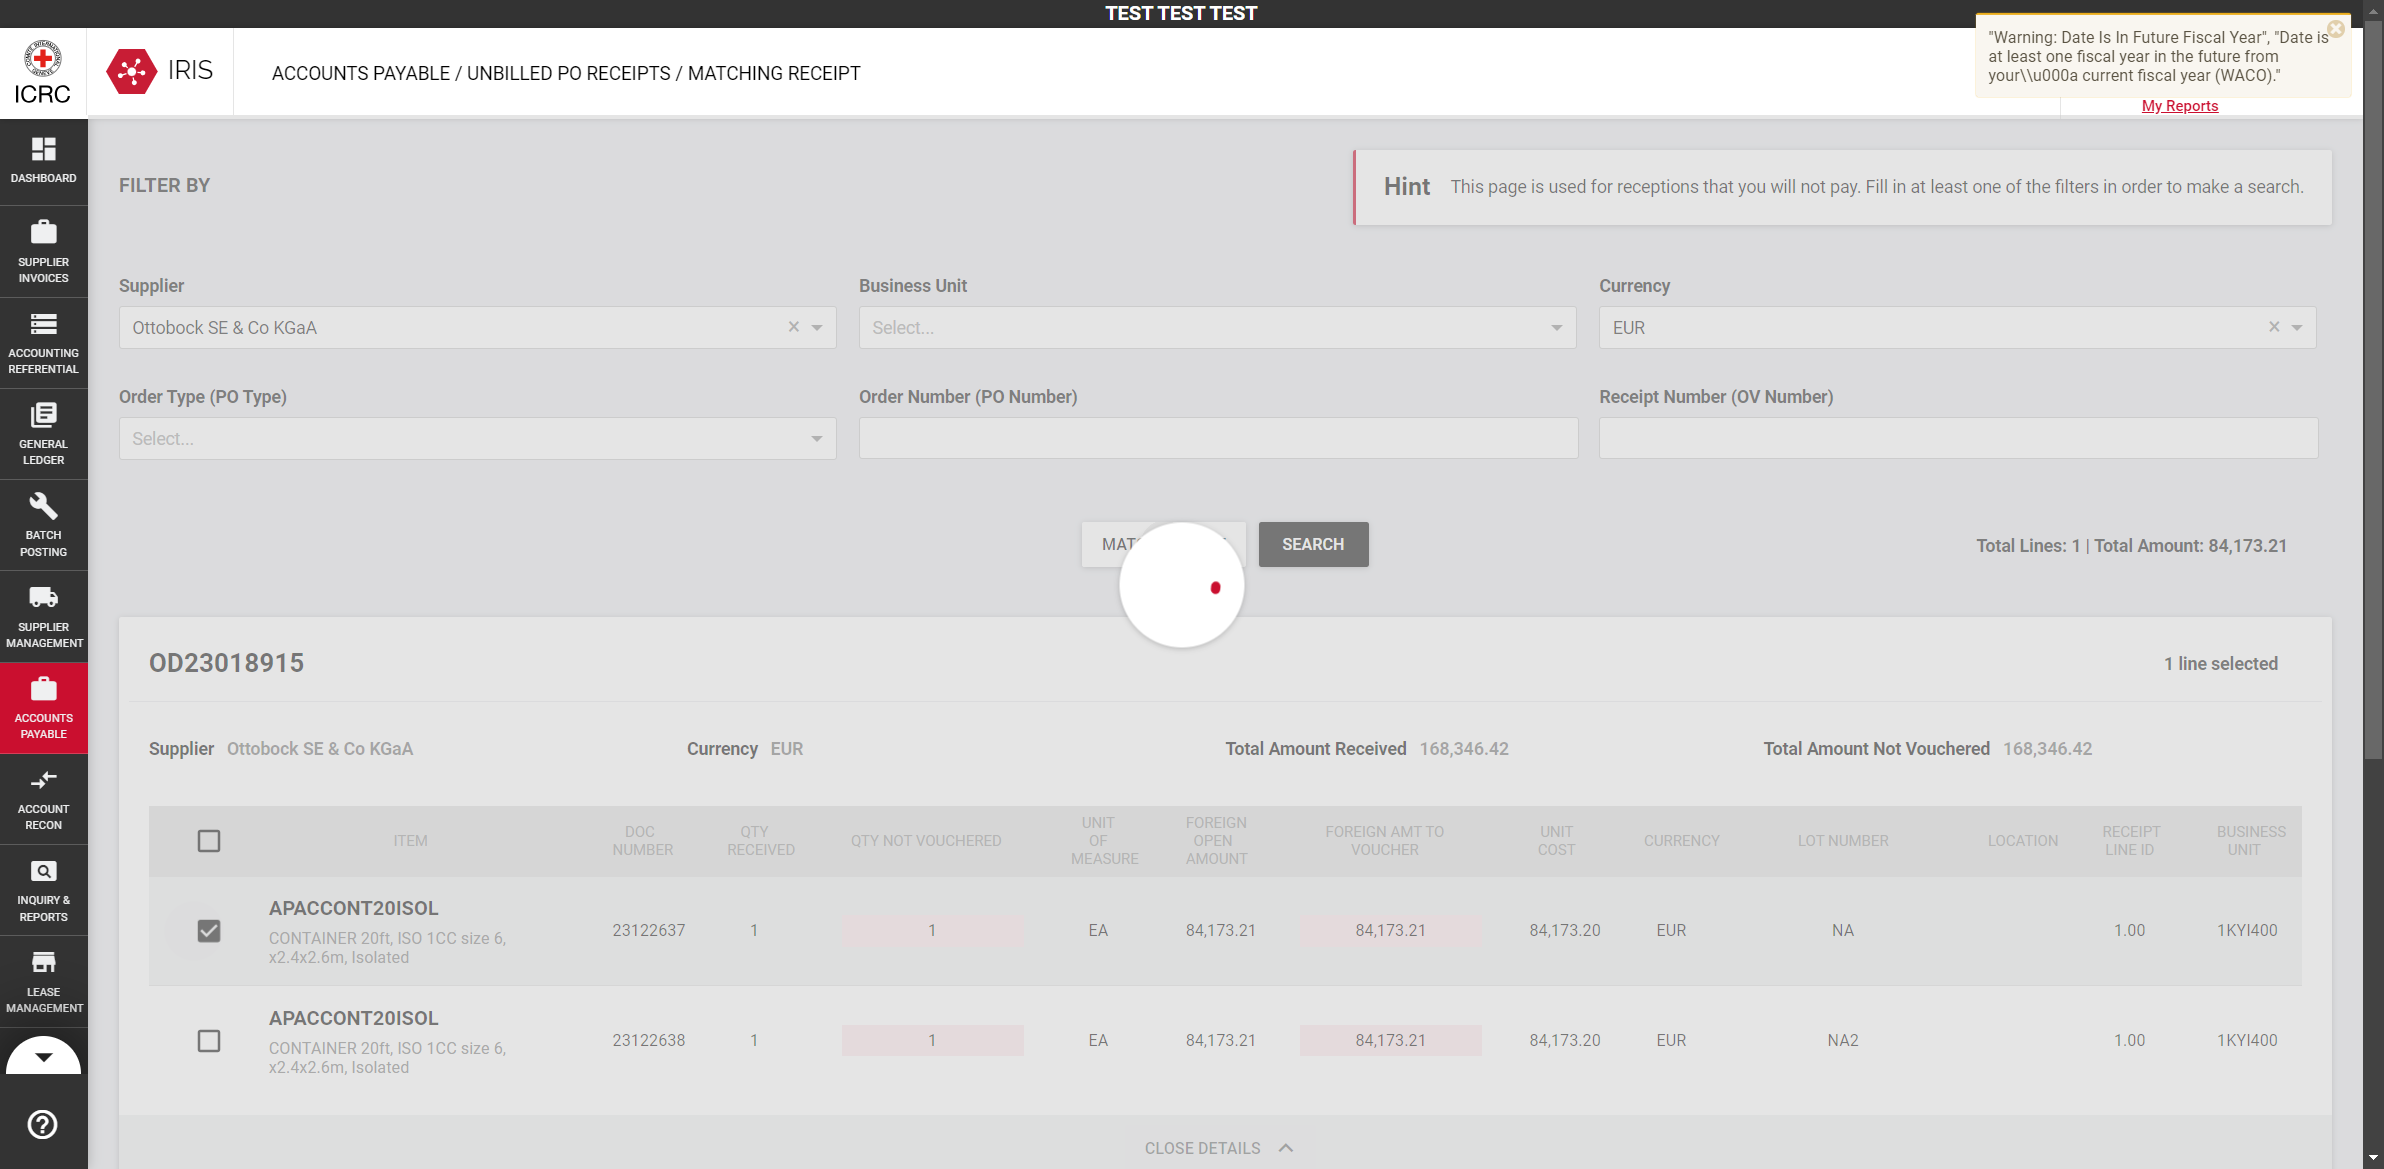 TEST TEST TEST
ICRC
IRIS
ACCOUNTS PAYABLE / UNBILLED PO RECEIPTS / MATCHING RECEIPT
"Warning: Date Is In Future Fiscal Year", "Date is
at least one fiscal year in the future from
your\\u000a current fiscal year (WACO)."
My Reports
DASHBOARD
SUPPLIER
INVOICES
ACCOUNTING
REFERENTIAL
GENERAL
LEDGER
BATCH
POSTING
SUPPLIER
MANAGEMENT
ACCOUNTS
PAYABLE
ACCOUNT
RECON
INQUIRY &
REPORTS
LEASE
MANAGEMENT
FILTER BY
Hint This page is used for receptions that you will not pay. Fill in at least one of the filters in order to make a search.
Supplier Business Unit Currency
Ottobock SE & Co KGaA Select... EUR
Order Type (PO Type) Order Number (PO Number) Receipt Number (OV Number)
Select...
SEARCH
Total Lines: 1 | Total Amount: 84,173.21
OD23018915 1 line selected
Supplier Ottobock SE & Co KGaA Currency EUR Total Amount Received 168,346.42 Total Amount Not Vouchered 168,346.42
ITEM DOC NUMBER QTY RECEIVED QTY NOT VOUCHERED UNIT OF MEASURE FOREIGN OPEN AMOUNT FOREIGN AMT TO VOUCHER UNIT COST CURRENCY LOT NUMBER LOCATION RECEIPT LINE ID BUSINESS UNIT
APACCONT20ISOL
CONTAINER 20ft, ISO 1CC size 6,
x2.4x2.6m, Isolated
23122637 1 1 EA 84,173.21 84,173.21 84,173.20 EUR NA 1.00 1KYI400
APACCONT20ISOL
CONTAINER 20ft, ISO 1CC size 6,
x2.4x2.6m, Isolated
23122638 1 1 EA 84,173.21 84,173.21 84,173.20 EUR NA2 1.00 1KYI400
CLOSE DETAILS